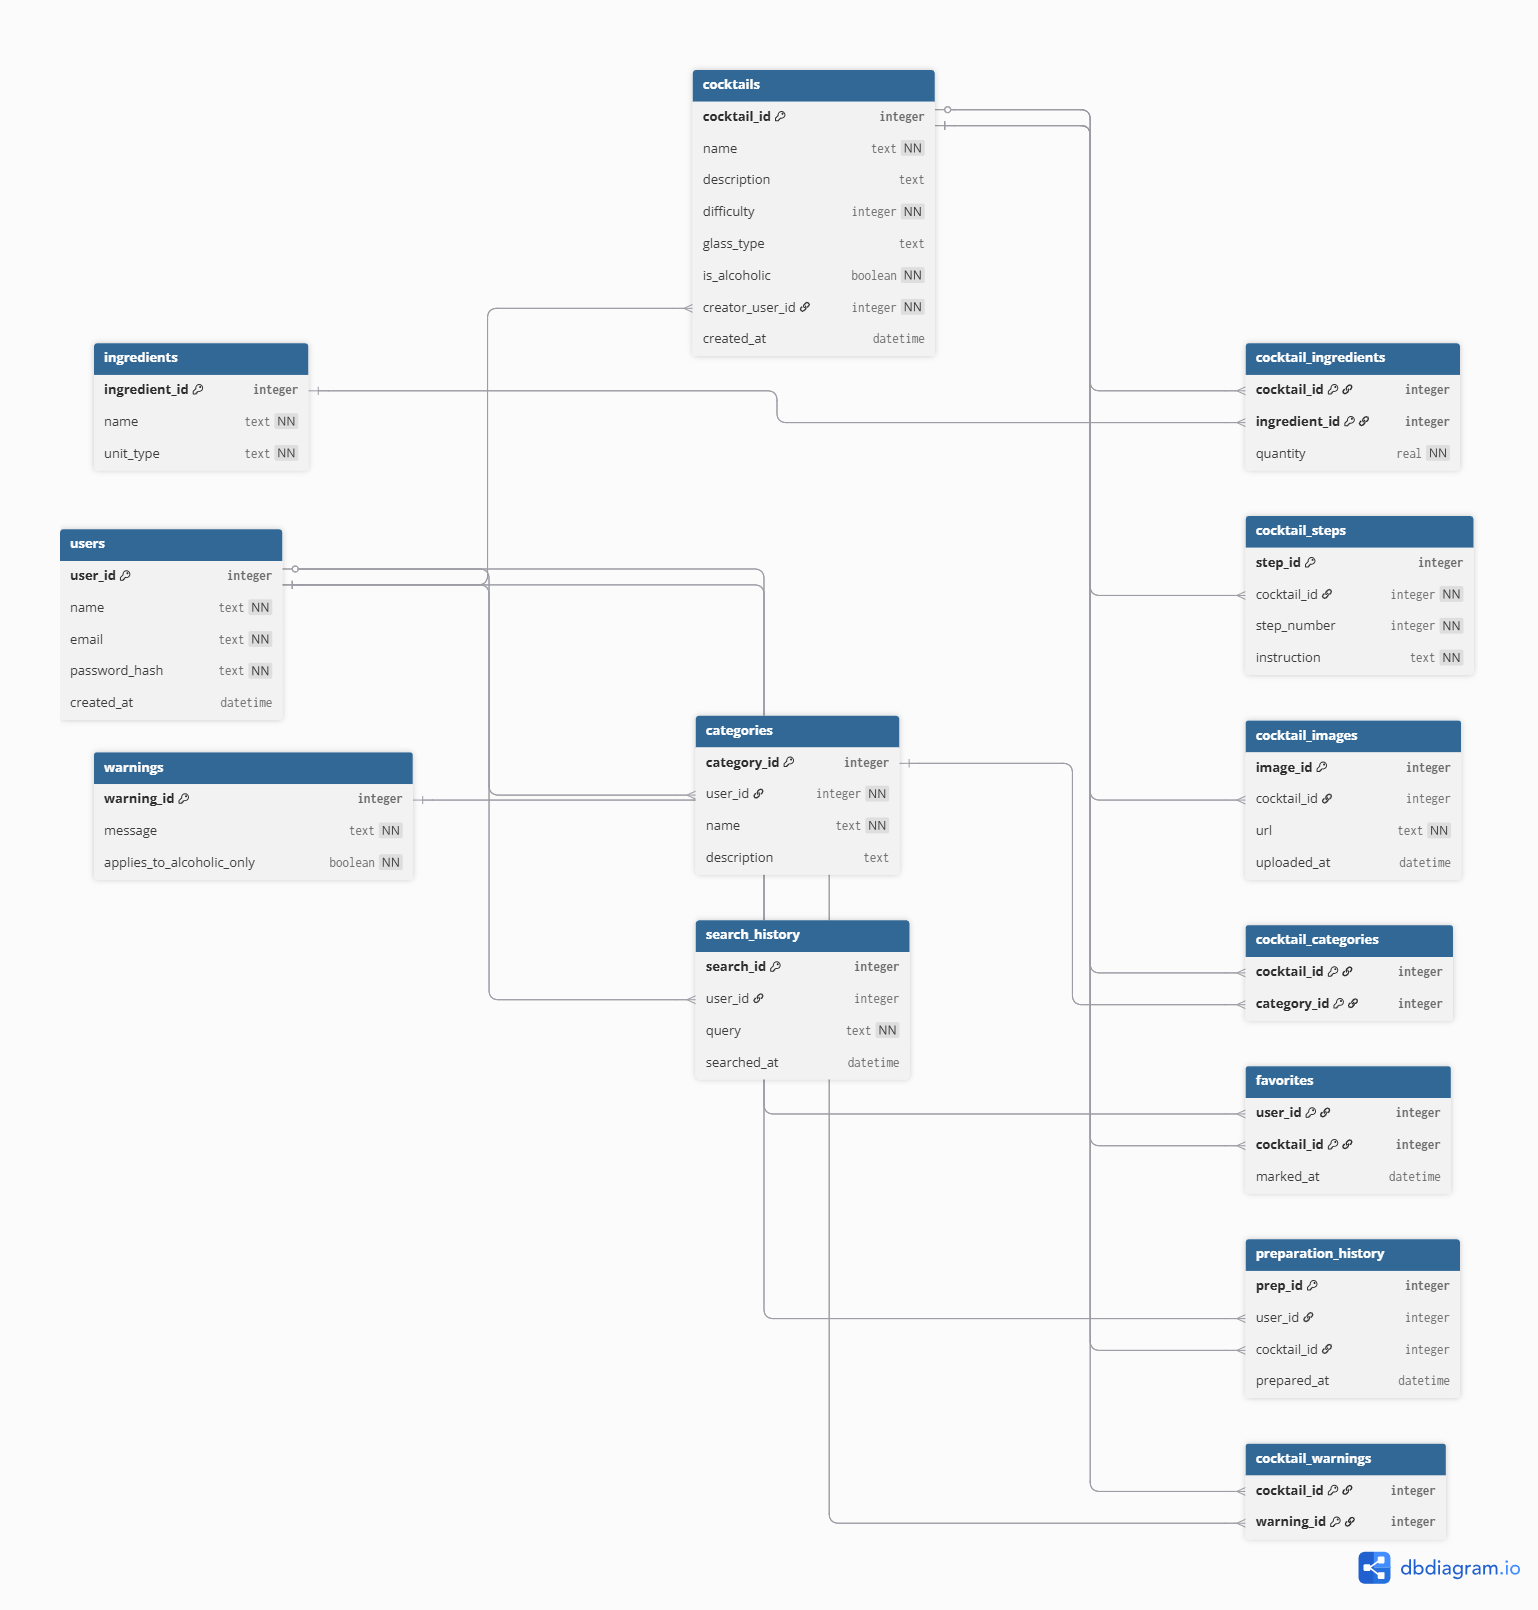 cocktails
cocktail_id integer
name text NN
description text
difficulty integer NN
glass_type text
is_alcoholic boolean NN
creator_user_id integer NN
created_at datetime
ingredients
ingredient_id integer
name text NN
unit_type text NN
users
user_id integer
name text NN
email text NN
password_hash text NN
created_at datetime
warnings
warning_id integer
message text NN
applies_to_alcoholic_only boolean NN
categories
category_id integer
user_id integer NN
name text NN
description text
search_history
search_id integer
user_id integer
query text NN
searched_at datetime
cocktail_ingredients
cocktail_id integer
ingredient_id integer
quantity real NN
cocktail_steps
step_id integer
cocktail_id integer NN
step_number integer NN
instruction text NN
cocktail_images
image_id integer
cocktail_id integer
url text NN
uploaded_at datetime
cocktail_categories
cocktail_id integer
category_id integer
favorites
user_id integer
cocktail_id integer
marked_at datetime
preparation_history
prep_id integer
user_id integer
cocktail_id integer
prepared_at datetime
cocktail_warnings
cocktail_id integer
warning_id integer
dbdiagram.io